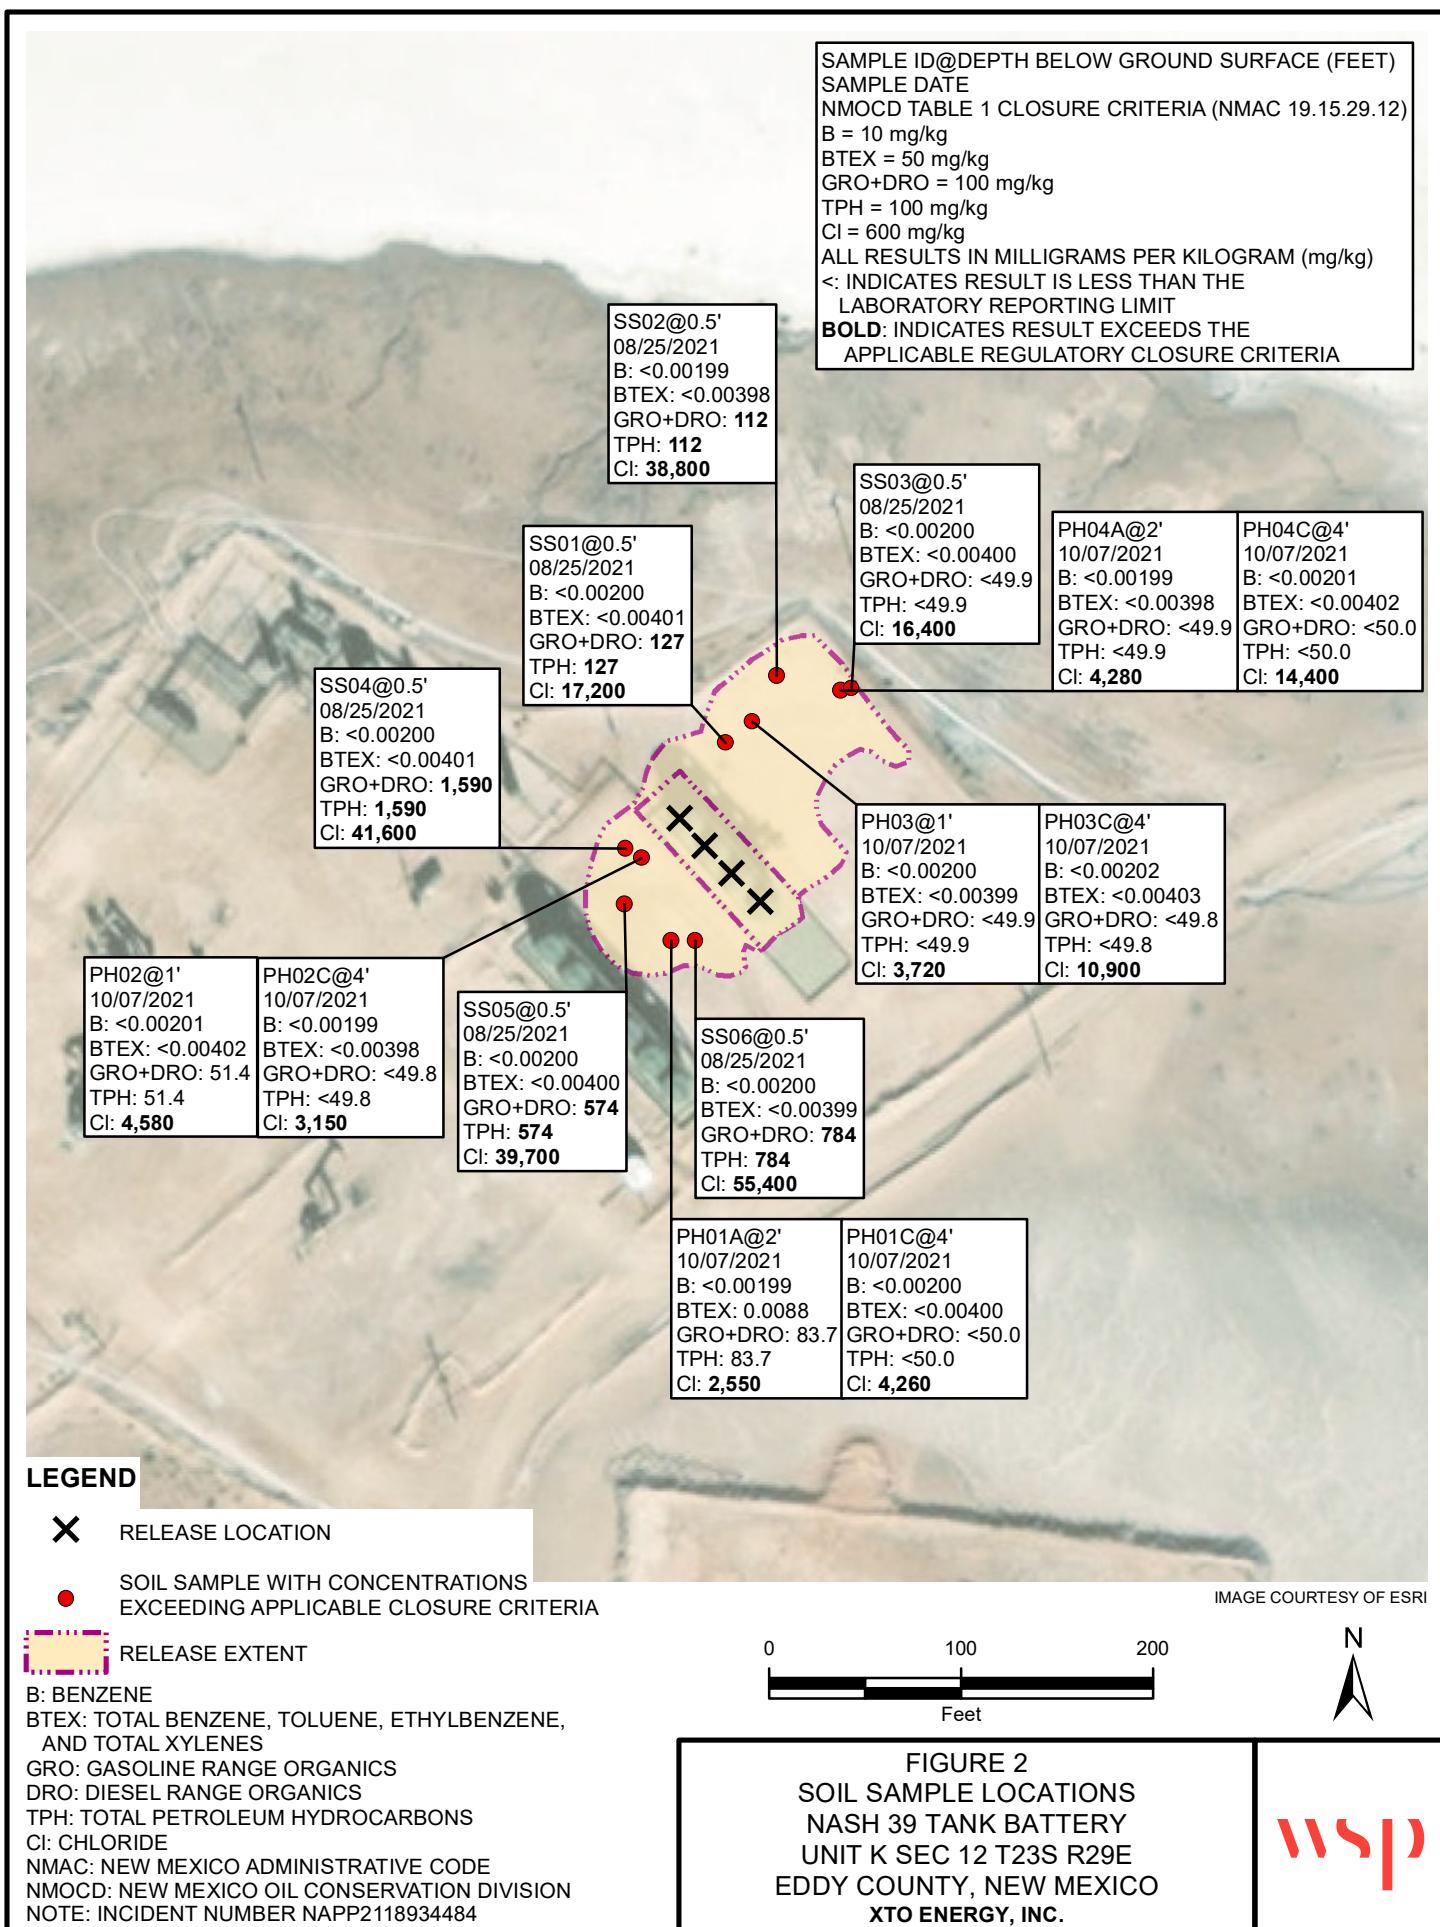 SAMPLE ID@DEPTH BELOW GROUND SURFACE (FEET)
SAMPLE DATE
NMOCD TABLE 1 CLOSURE CRITERIA (NMAC 19.15.29.12)
B = 10 mg/kg
BTEX = 50 mg/kg
GRO+DRO = 100 mg/kg
TPH = 100 mg/kg
Cl = 600 mg/kg
ALL RESULTS IN MILLIGRAMS PER KILOGRAM (mg/kg)
<: INDICATES RESULT IS LESS THAN THE
LABORATORY REPORTING LIMIT
BOLD: INDICATES RESULT EXCEEDS THE
APPLICABLE REGULATORY CLOSURE CRITERIA
SS02@0.5'
08/25/2021
B: <0.00199
BTEX: <0.00398
GRO+DRO: 112
TPH: 112
Cl: 38,800
SS03@0.5'
08/25/2021
B: <0.00200
BTEX: <0.00400
GRO+DRO: <49.9
TPH: <49.9
Cl: 16,400
PH04A@2'
10/07/2021
B: <0.00199
BTEX: <0.00398
GRO+DRO: <49.9
TPH: <49.9
Cl: 4,280
PH04C@4'
10/07/2021
B: <0.00201
BTEX: <0.00402
GRO+DRO: <50.0
TPH: <50.0
Cl: 14,400
SS01@0.5'
08/25/2021
B: <0.00200
BTEX: <0.00401
GRO+DRO: 127
TPH: 127
Cl: 17,200
SS04@0.5'
08/25/2021
B: <0.00200
BTEX: <0.00401
GRO+DRO: 1,590
TPH: 1,590
Cl: 41,600
PH03@1'
10/07/2021
B: <0.00200
BTEX: <0.00399
GRO+DRO: <49.9
TPH: <49.9
Cl: 3,720
PH03C@4'
10/07/2021
B: <0.00202
BTEX: <0.00403
GRO+DRO: <49.8
TPH: <49.8
Cl: 10,900
PH02@1'
10/07/2021
B: <0.00201
BTEX: <0.00402
GRO+DRO: 51.4
TPH: 51.4
Cl: 4,580
PH02C@4'
10/07/2021
B: <0.00199
BTEX: <0.00398
GRO+DRO: <49.8
TPH: <49.8
Cl: 3,150
SS05@0.5'
08/25/2021
B: <0.00200
BTEX: <0.00400
GRO+DRO: 574
TPH: 574
Cl: 39,700
SS06@0.5'
08/25/2021
B: <0.00200
BTEX: <0.00399
GRO+DRO: 784
TPH: 784
Cl: 55,400
PH01A@2'
10/07/2021
B: <0.00199
BTEX: 0.0088
GRO+DRO: 83.7
TPH: 83.7
Cl: 2,550
PH01C@4'
10/07/2021
B: <0.00200
BTEX: <0.00400
GRO+DRO: <50.0
TPH: <50.0
Cl: 4,260
LEGEND
RELEASE LOCATION
SOIL SAMPLE WITH CONCENTRATIONS
EXCEEDING APPLICABLE CLOSURE CRITERIA
RELEASE EXTENT
B: BENZENE
BTEX: TOTAL BENZENE, TOLUENE, ETHYLBENZENE,
AND TOTAL XYLENES
GRO: GASOLINE RANGE ORGANICS
DRO: DIESEL RANGE ORGANICS
TPH: TOTAL PETROLEUM HYDROCARBONS
Cl: CHLORIDE
NMAC: NEW MEXICO ADMINISTRATIVE CODE
NMOCD: NEW MEXICO OIL CONSERVATION DIVISION
NOTE: INCIDENT NUMBER NAPP2118934484
IMAGE COURTESY OF ESRI
0 100 200
Feet
N
FIGURE 2
SOIL SAMPLE LOCATIONS
NASH 39 TANK BATTERY
UNIT K SEC 12 T23S R29E
EDDY COUNTY, NEW MEXICO
XTO ENERGY, INC.
wsp